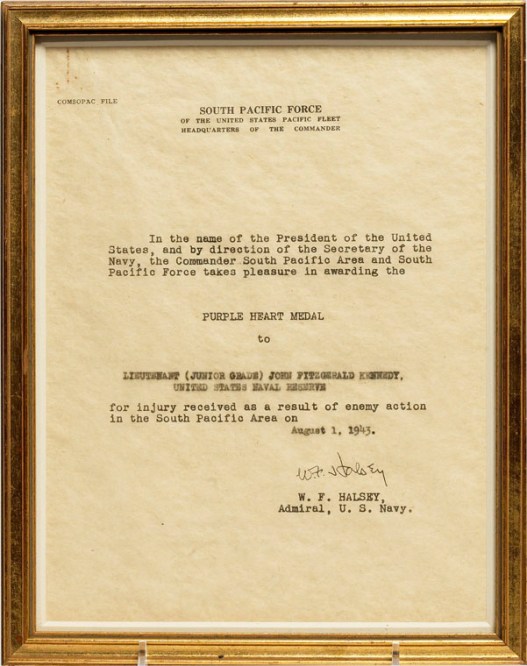 COMSOPAC FILE
SOUTH PACIFIC FORCE
OF THE UNITED STATES PACIFIC FLEET
HEADQUARTERS OF THE COMMANDER
In the name of the President of the United
States, and by direction of the Secretary of the
Navy, the Commander South Pacific Area and South
Pacific Force takes pleasure in awarding the
PURPLE HEART MEDAL
to
LIEUTENANT (JUNIOR GRADE) JOHN FITZGERALD KENNEDY,
UNITED STATES NAVAL RESERVE
for injury received as a result of enemy action
in the South Pacific Area on
August 1, 1943.
W.F. Halsey
W. F. HALSEY,
Admiral, U. S. Navy.